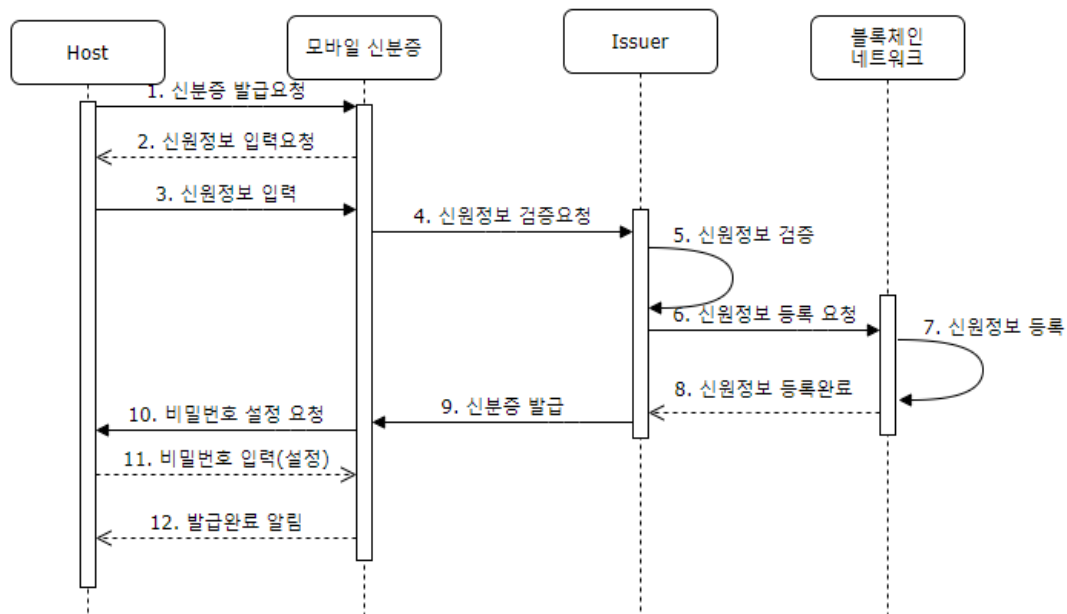 Host
모바일 신분증
Issuer
블록체인
네트워크
1. 신분증 발급요청
2. 신원정보 입력요청
3. 신원정보 입력
4. 신원정보 검증요청
5. 신원정보 검증
6. 신원정보 등록 요청
7. 신원정보 등록
8. 신원정보 등록완료
9. 신분증 발급
10. 비밀번호 설정 요청
11. 비밀번호 입력(설정)
12. 발급완료 알림